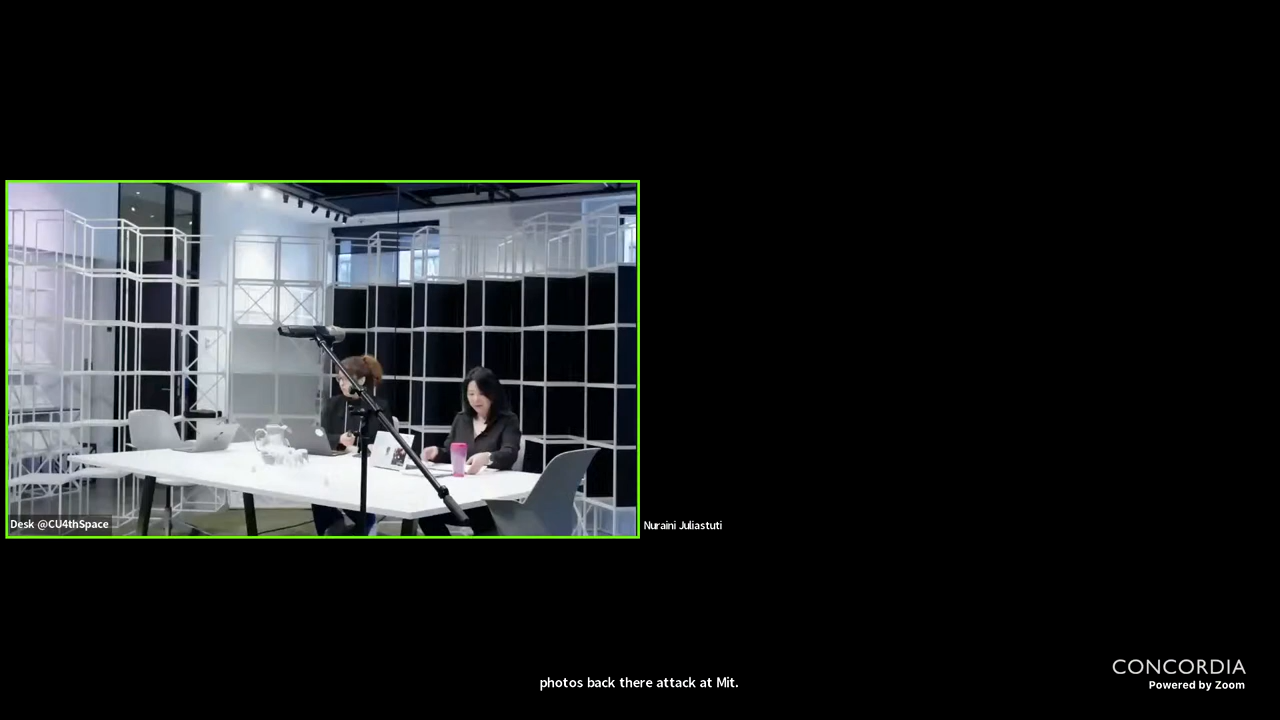 Desk @CU4thSpace
Nuraini Juliastuti
photos back there attack at Mit.
CONCORDIA
Powered by Zoom